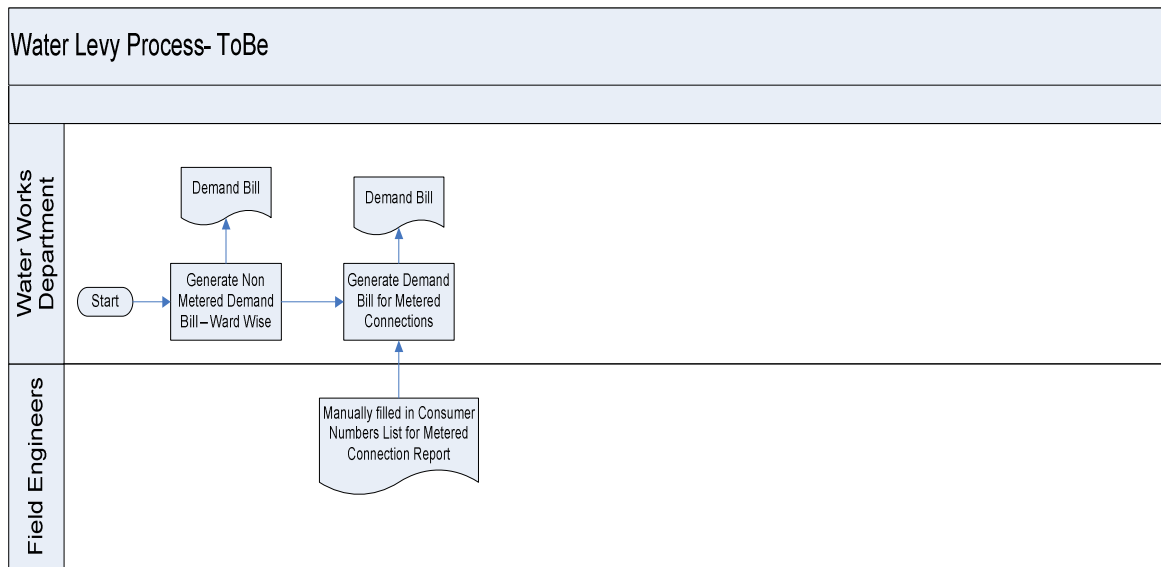 Water Levy Process- ToBe
Water Works
Department
Demand Bill
Demand Bill
Start
Generate Non
Metered Demand
Bill–Ward Wise
Generate Demand
Bill for Metered
Connections
Field Engineers
Manually filled in Consumer
Numbers List for Metered
Connection Report